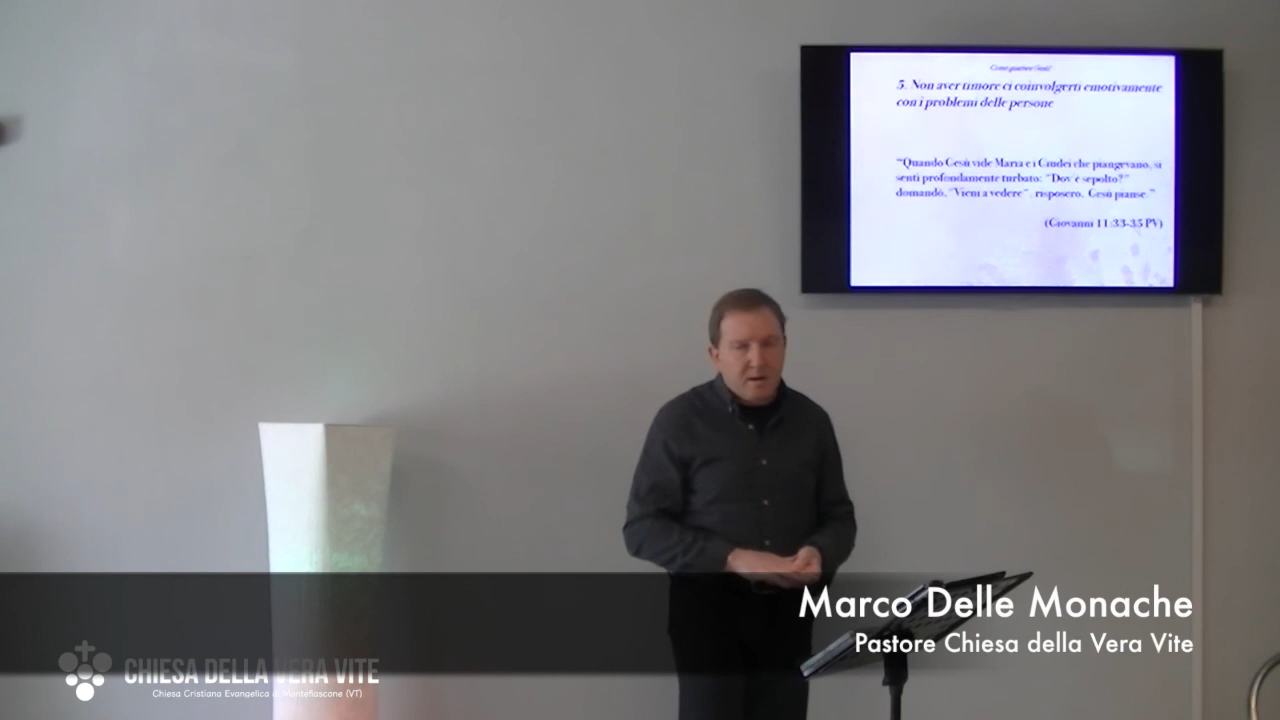 Come guarisce Gesù?
5. Non aver timore ci coinvolgerti emotivamente
con i problemi delle persone
"Quando Gesù vide Maria e i Giudei che piangevano, si
sentì profondamente turbato: "Dov'è sepolto?"
domandò, "Vieni a vedere", risposero. Gesù pianse."
(Giovanni 11:33-35 PV)
Marco Delle Monache
Pastore Chiesa della Vera Vite
CHIESA DELLA VERA VITE
Chiesa Cristiana Evangelica di Montefiascone (VT)